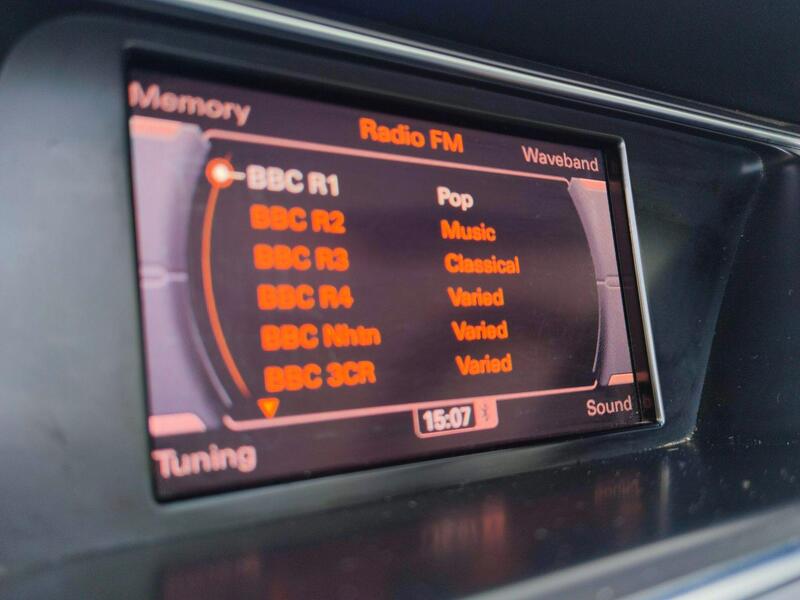 Memory
Radio FM
Waveband
BBC R1 Pop
BBC R2 Music
BBC R3 Classical
BBC R4 Varied
BBC Nhtn Varied
BBC 3CR Varied
15:07
Tuning
Sound